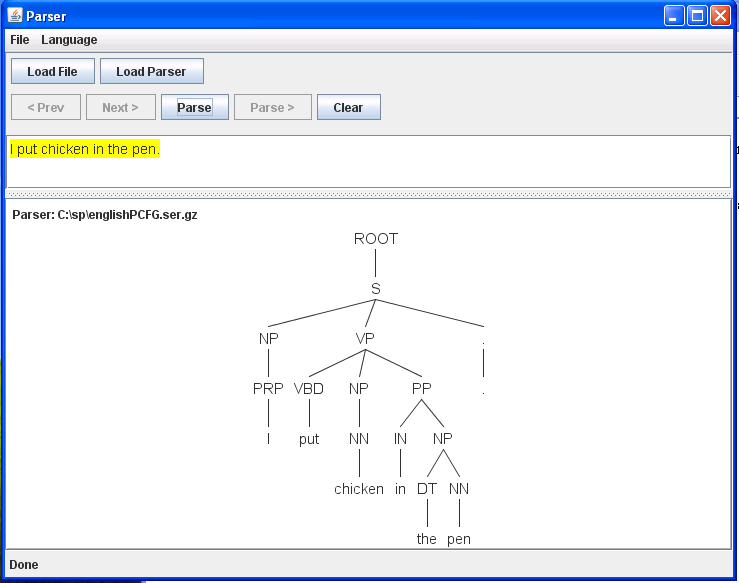 Parser
File Language
Load File Load Parser
< Prev Next > Parse Parse > Clear
I put chicken in the pen.
Parser: C:\sp\englishPCFG.ser.gz
ROOT
S
NP VP .
PRP VBD NP PP .
I put NN IN NP
chicken in DT NN
the pen
Done